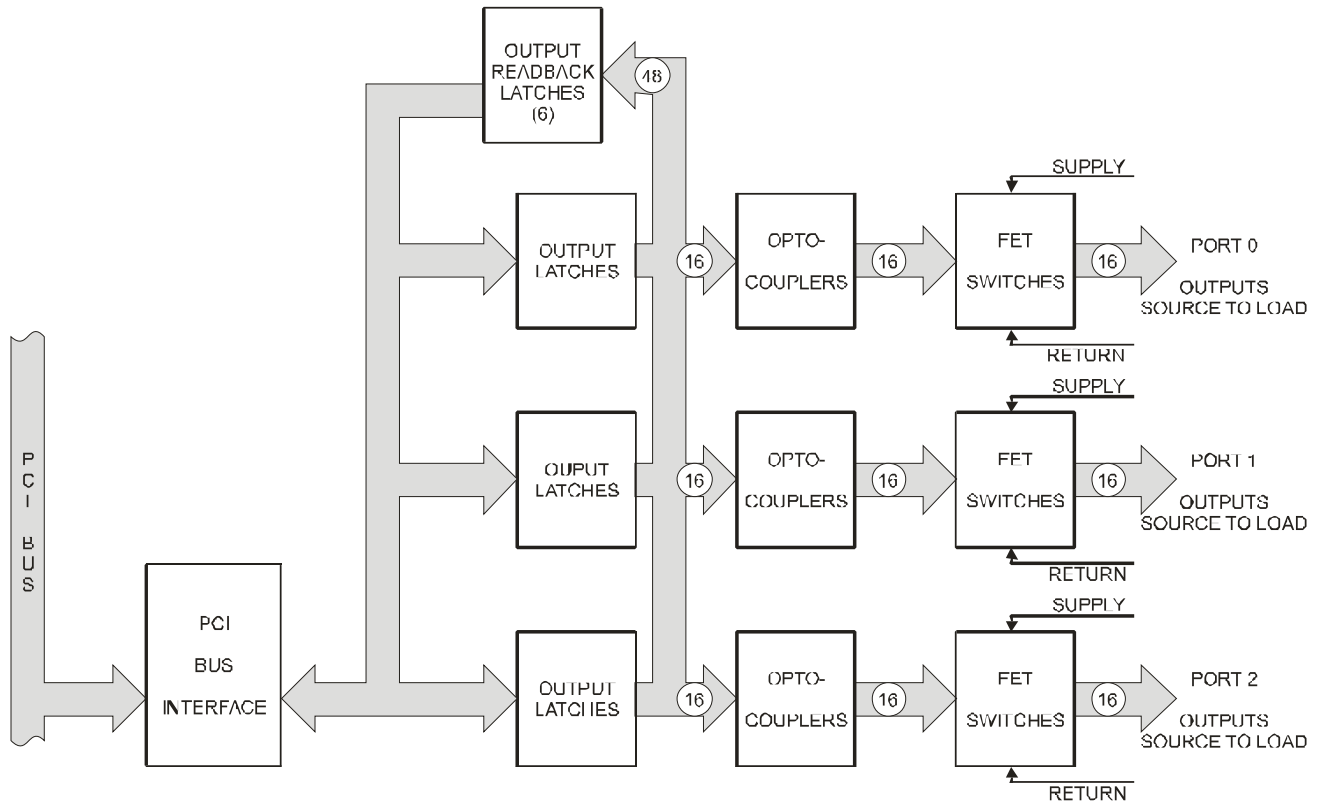 OUTPUT
READBACK
LATCHES
(6)
48
SUPPLY
OUTPUT
LATCHES
16
OPTO-
COUPLERS
16
FET
SWITCHES
16
PORT 0
OUTPUTS
SOURCE TO LOAD
RETURN
SUPPLY
OUPUT
LATCHES
16
OPTO-
COUPLERS
16
FET
SWITCHES
16
PORT 1
OUTPUTS
SOURCE TO LOAD
RETURN
PCI BUS
PCI
BUS
INTERFACE
SUPPLY
OUTPUT
LATCHES
16
OPTO-
COUPLERS
16
FET
SWITCHES
16
PORT 2
OUTPUTS
SOURCE TO LOAD
RETURN